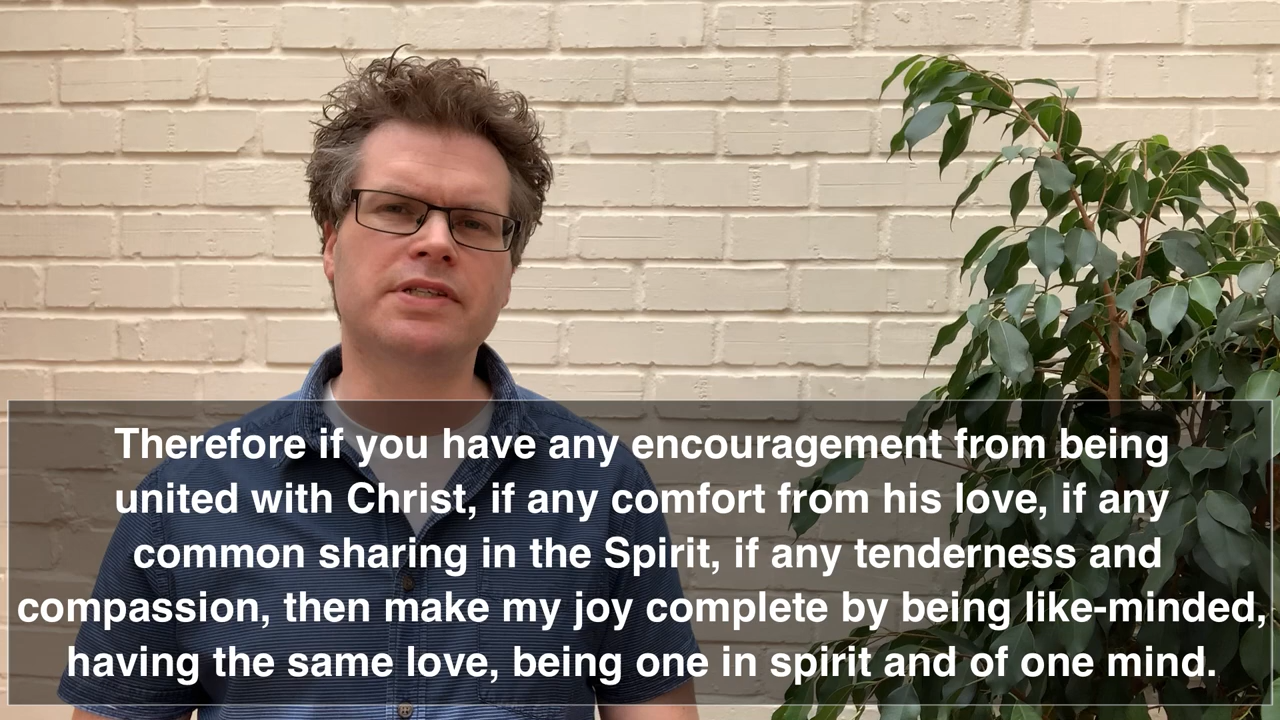 Therefore if you have any encouragement from being
united with Christ, if any comfort from his love, if any
common sharing in the Spirit, if any tenderness and
compassion, then make my joy complete by being like-minded,
having the same love, being one in spirit and of one mind.